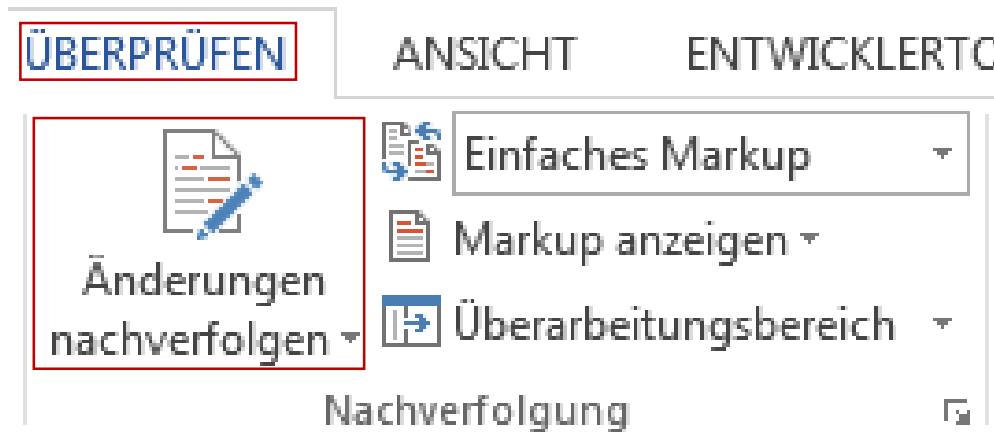 ÜBERPRÜFEN ANSICHT ENTWICKLERTO
Änderungen
nachverfolgen
Einfaches Markup
Markup anzeigen
Überarbeitungsbereich
Nachverfolgung